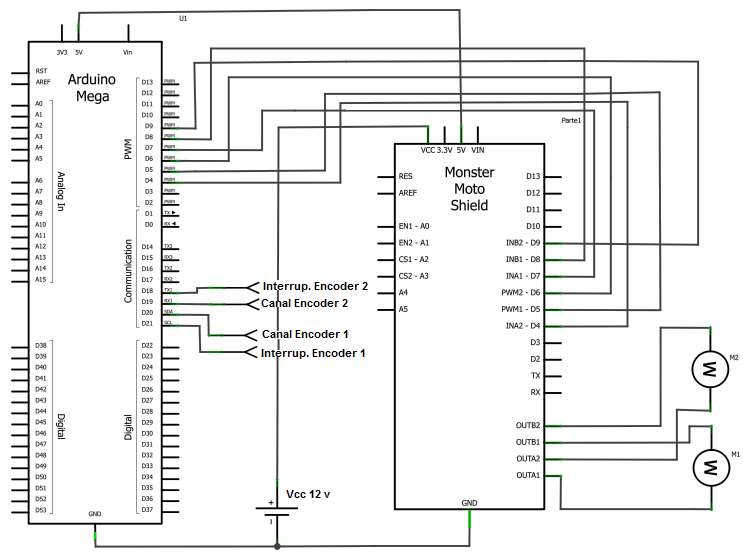 U1
3V3
5V
Vin
Arduino
Mega
RST
AREF
A0
A1
A2
A3
A4
A5
A6
A7
A8
A9
A10
A11
A12
A13
A14
A15
Analog In
PWM
D13 PWM
D12 PWM
D11 PWM
D10 PWM
D9 PWM
D8 PWM
D7 PWM
D6 PWM
D5 PWM
D4 PWM
D3 PWM
D2 PWM
Communication
D1 TX
D0 RX
D14 TX3
D15 RX3
D16 TX2
D17 RX2
D18 TX1
D19 RX1
D20 SDA
D21 SCL
Interrup. Encoder 2
Canal Encoder 2
Canal Encoder 1
Interrup. Encoder 1
D38
D39
D40
D41
D42
D43
D44
D45
D46
D47
D48
D49
D50
D51
D52
D53
Digital
Digital
D22
D23
D24
D25
D26
D27
D28
D29
D30
D31
D32
D33
D34
D35
D36
D37
GND
Vcc 12 v
+
Parte1
VCC
3.3V
5V
VIN
Monster
Moto
Shield
RES
AREF
EN1 - A0
EN2 - A1
CS1 - A2
CS2 - A3
A4
A5
D13
D12
D11
D10
INB2 - D9
INB1 - D8
INA1 - D7
PWM2 - D6
PWM1 - D5
INA2 - D4
D3
D2
TX
RX
OUTB2
OUTB1
OUTA2
OUTA1
GND
M
M2
M
M1